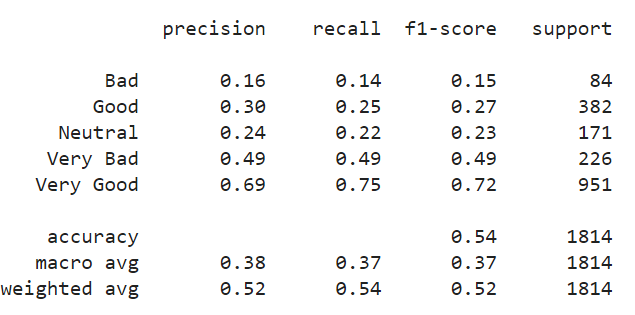 precision recall f1-score support
Bad 0.16 0.14 0.15 84
Good 0.30 0.25 0.27 382
Neutral 0.24 0.22 0.23 171
Very Bad 0.49 0.49 0.49 226
Very Good 0.69 0.75 0.72 951
accuracy 0.54 1814
macro avg 0.38 0.37 0.37 1814
weighted avg 0.52 0.54 0.52 1814